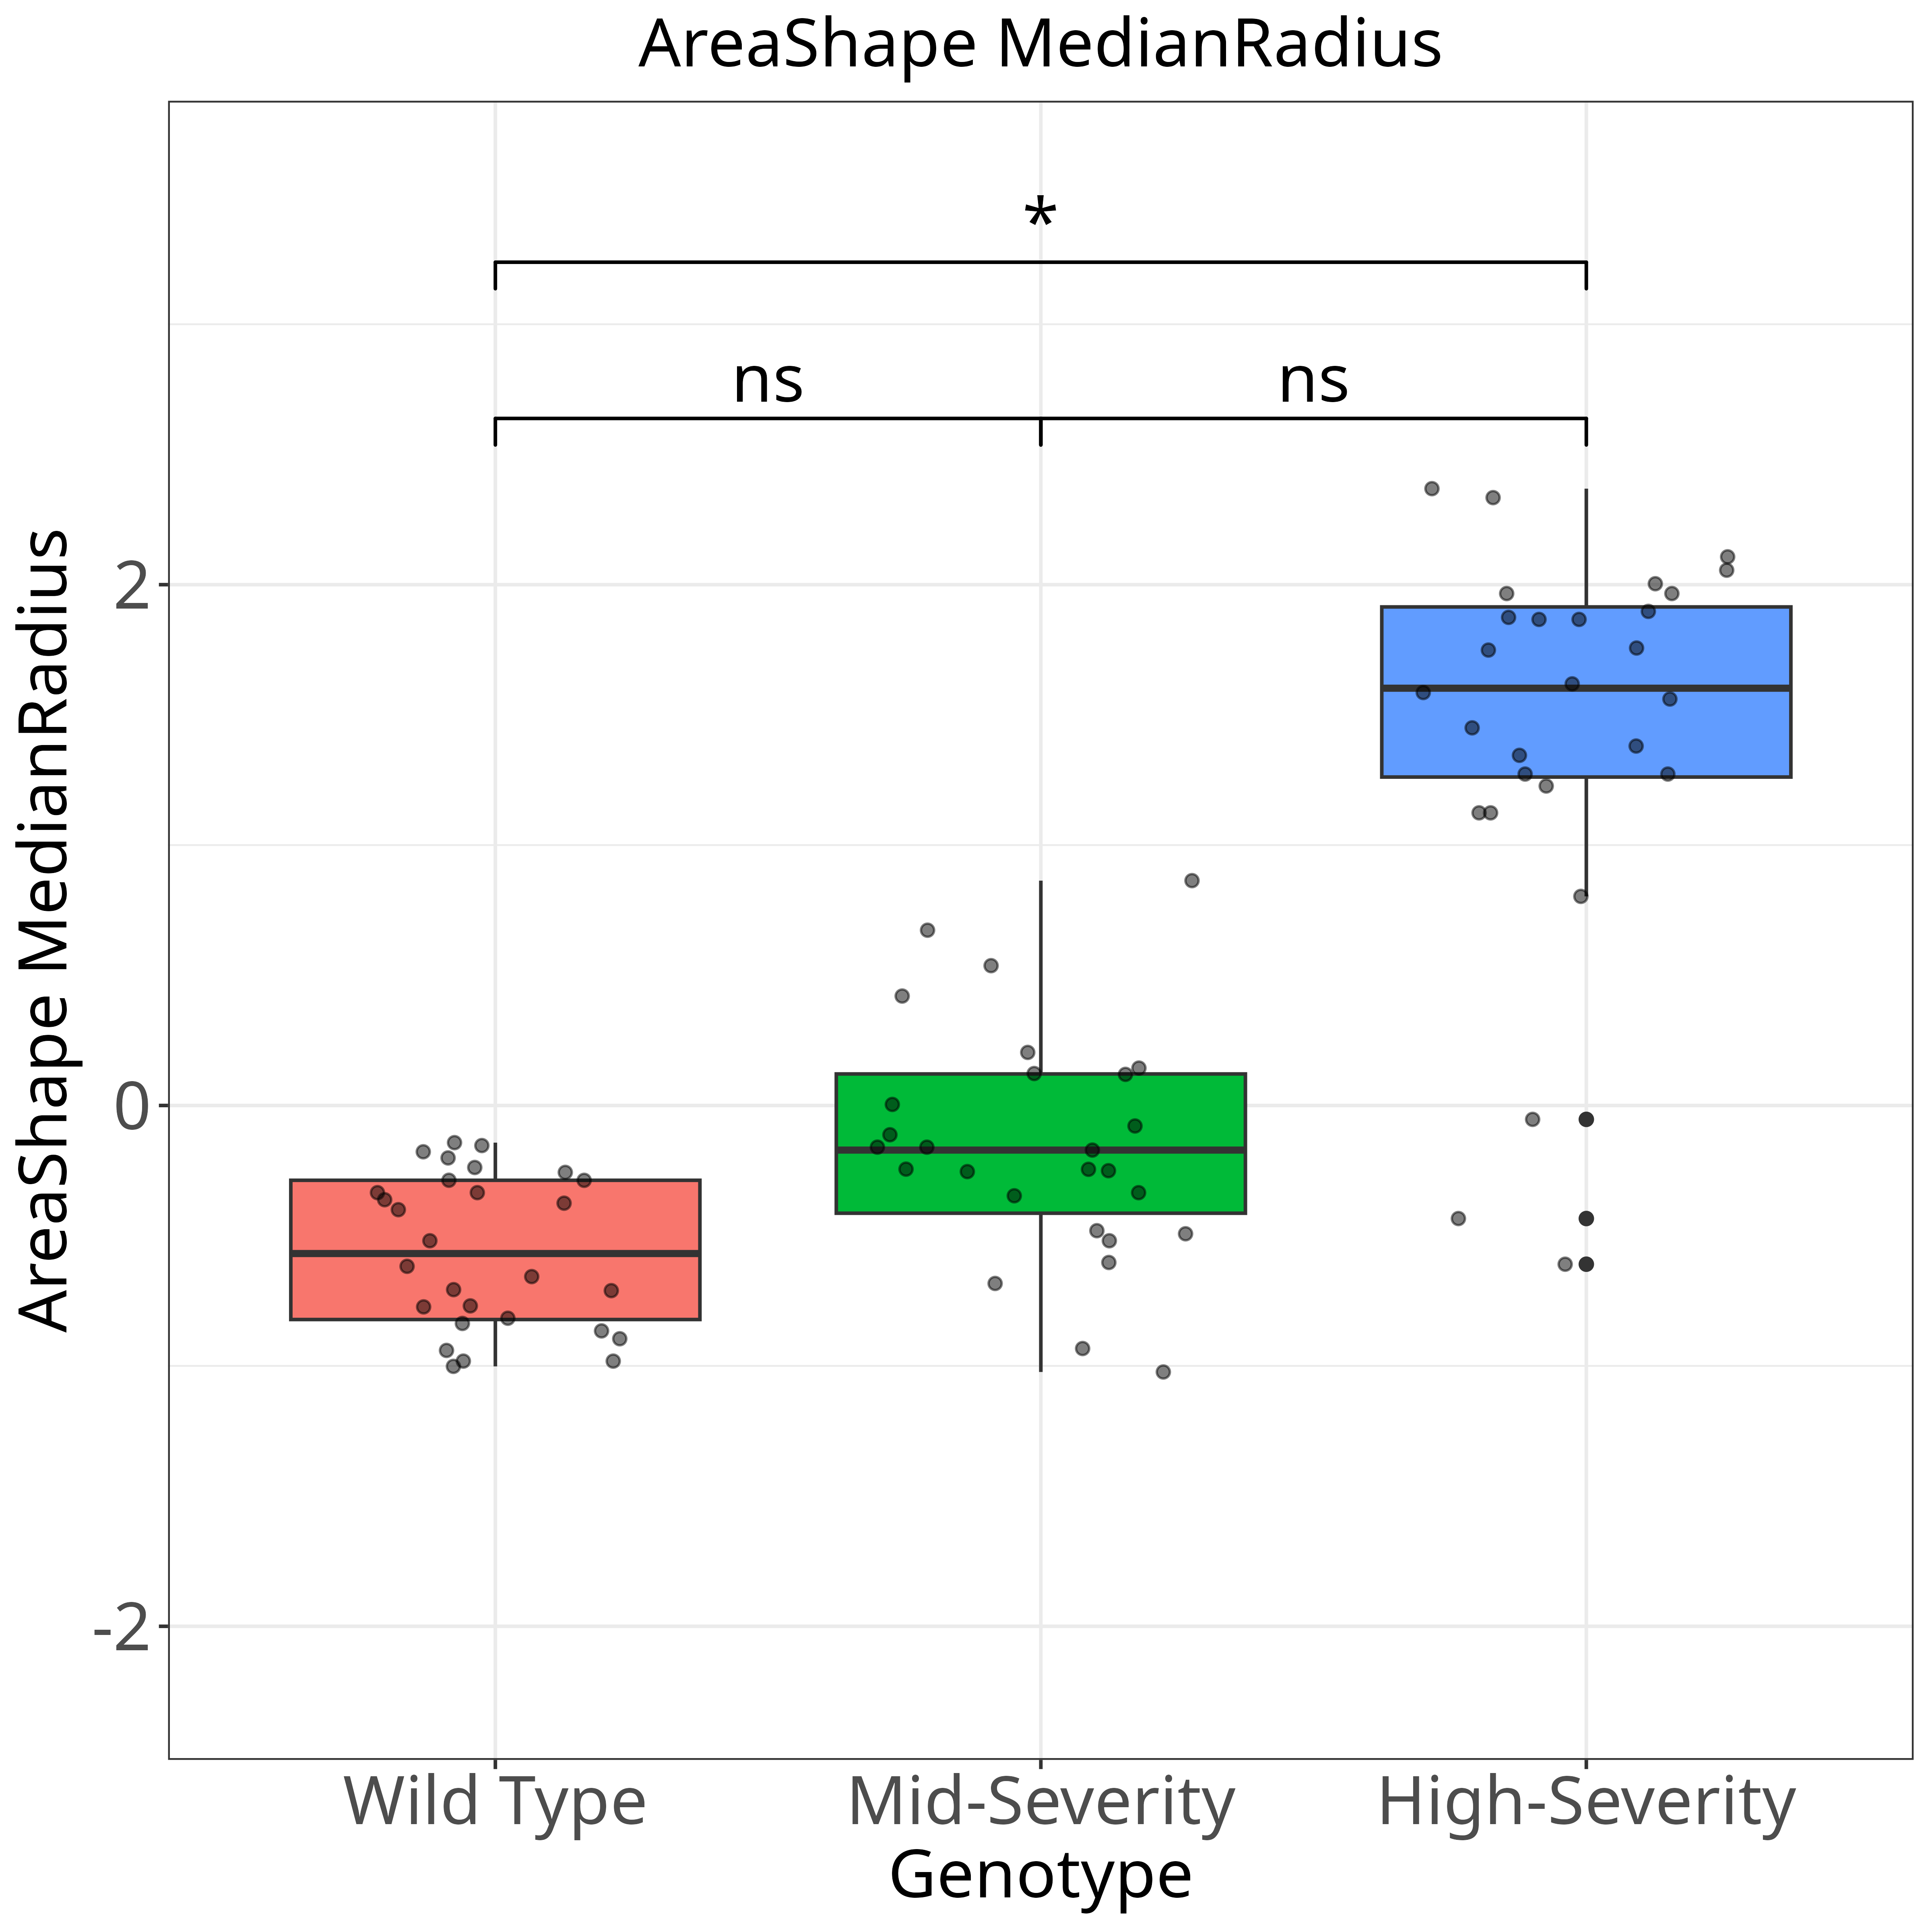 AreaShape MedianRadius
*
ns ns
AreaShape MedianRadius
2
0
-2
Wild Type Mid-Severity High-Severity
Genotype